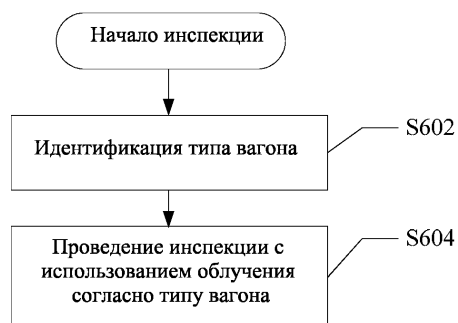 Начало инспекции
Идентификация типа вагона
S602
Проведение инспекции с
использованием облучения
согласно типу вагона
S604